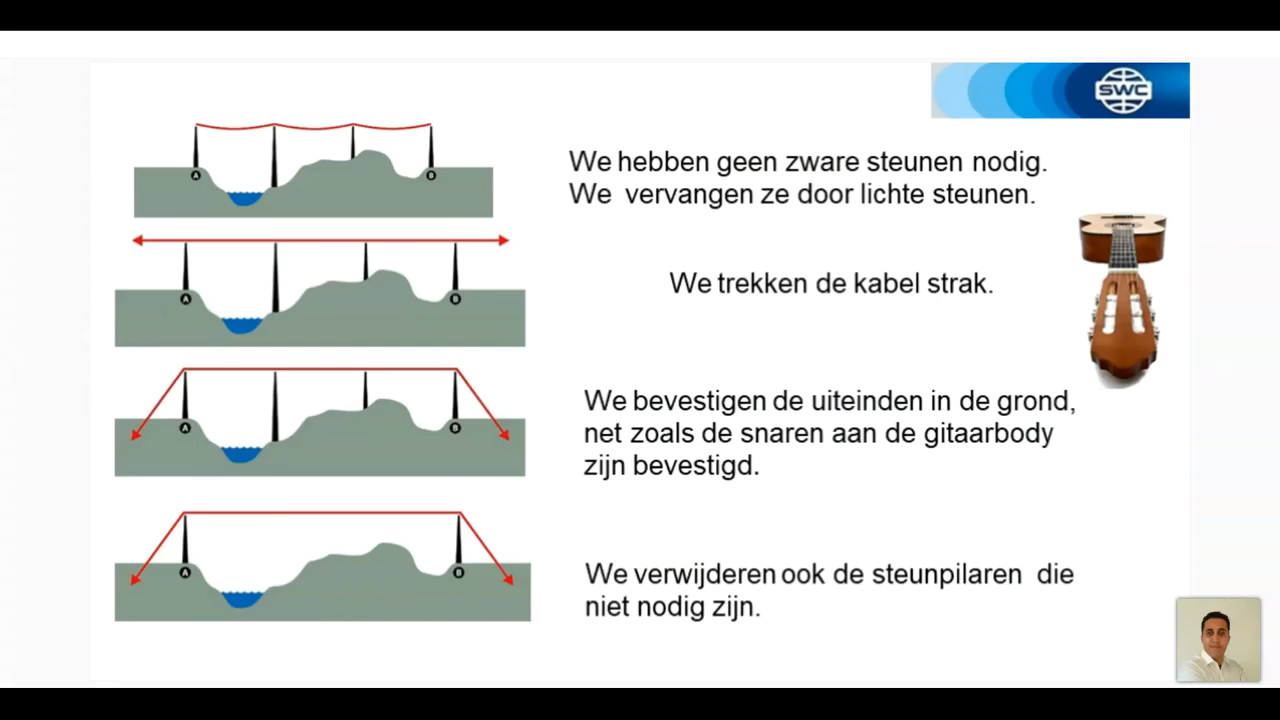 SWC
We hebben geen zware steunen nodig.
We vervangen ze door lichte steunen.
A
B
We trekken de kabel strak.
A
B
We bevestigen de uiteinden in de grond,
net zoals de snaren aan de gitaarbody
zijn bevestigd.
A
B
We verwijderen ook de steunpilaren die
niet nodig zijn.
A
B